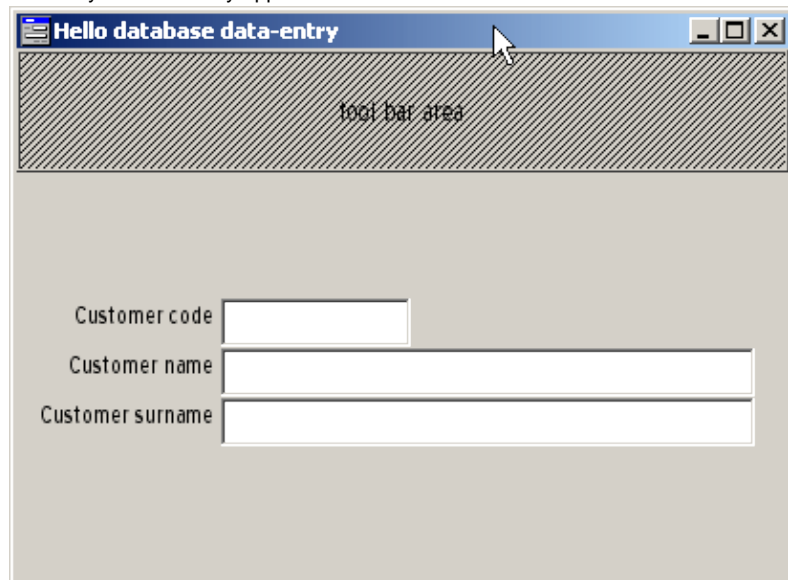 Hello database data-entry
tool bar area
Customer code
Customer name
Customer surname